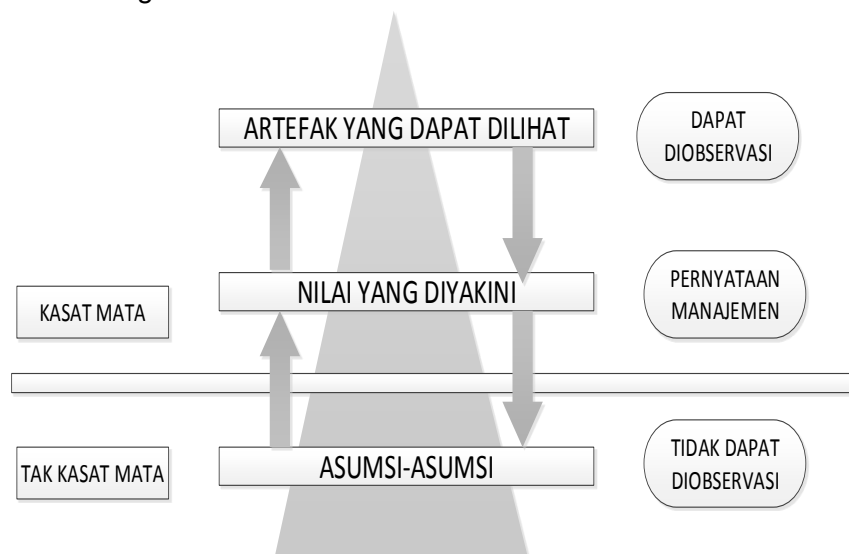 ARTEFAK YANG DAPAT DILIHAT
DAPAT
DIOBSERVASI
NILAI YANG DIYAKINI
PERNYATAAN
MANAJEMEN
KASAT MATA
ASUMSI-ASUMSI
TIDAK DAPAT
DIOBSERVASI
TAK KASAT MATA